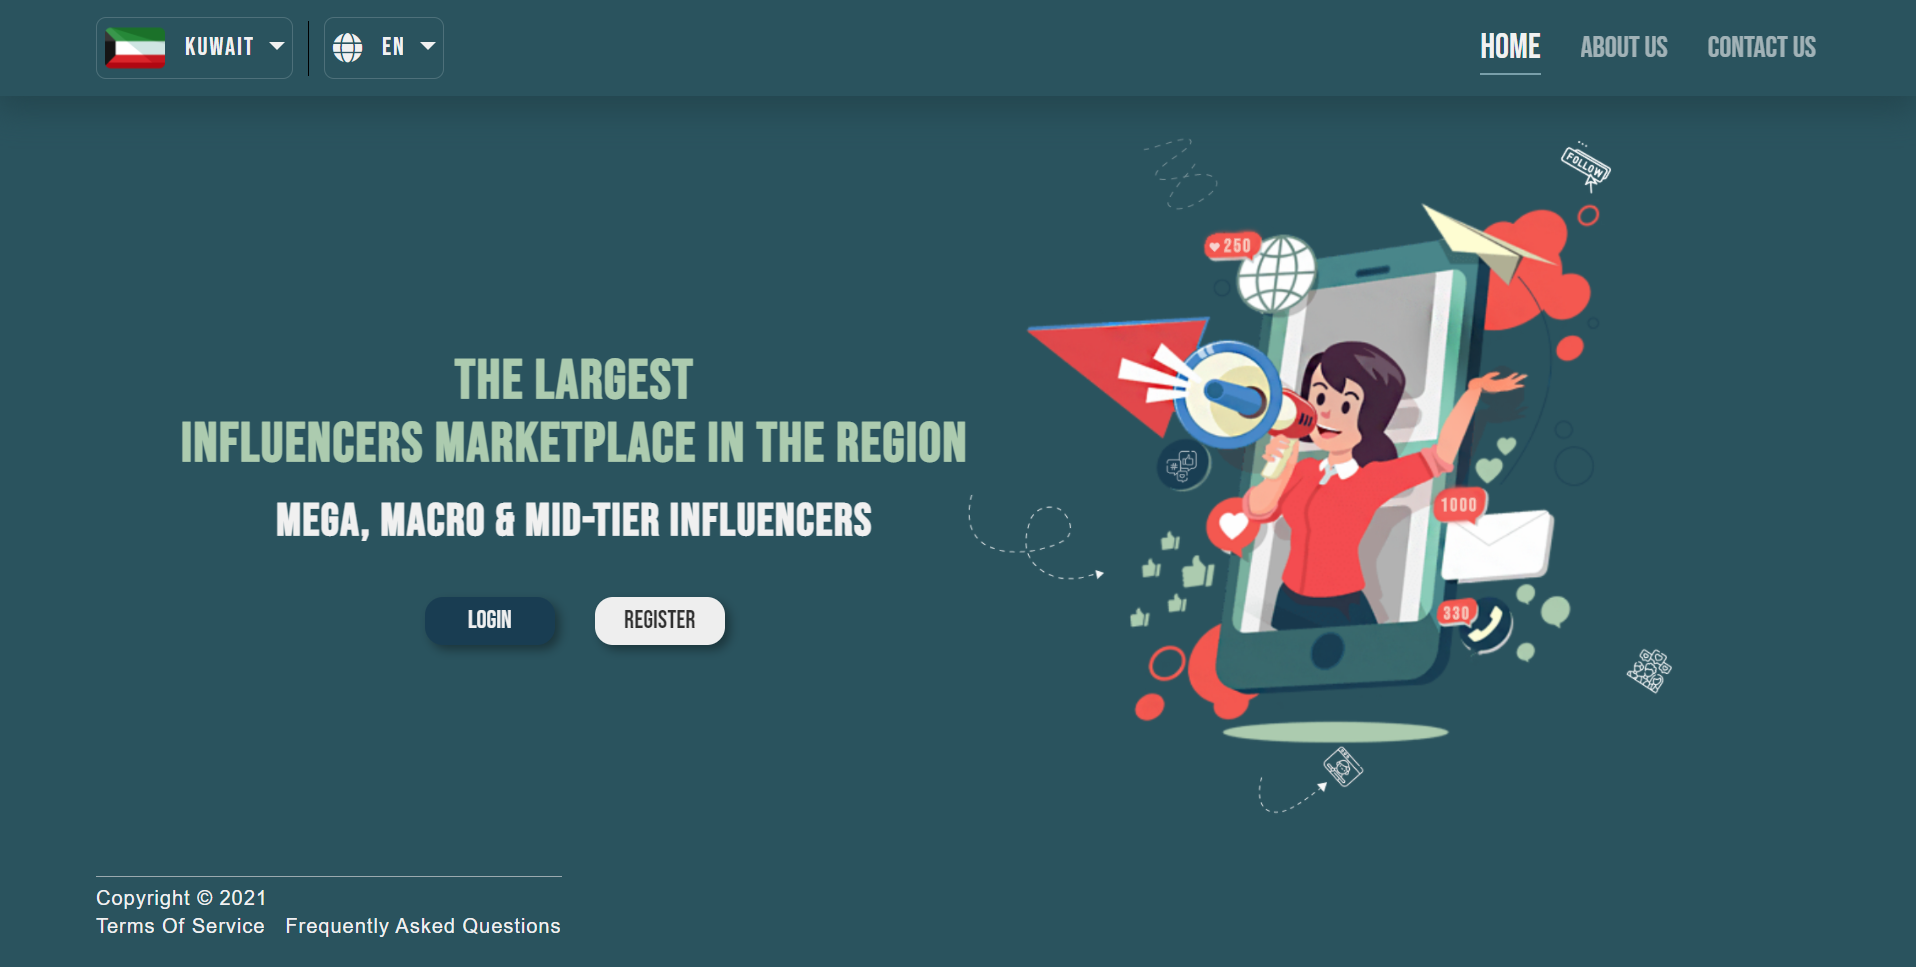 KUWAIT
EN
HOME
ABOUT US
CONTACT US
FOLLOW
250
THE LARGEST
INFLUENCERS MARKETPLACE IN THE REGION
MEGA, MACRO & MID-TIER INFLUENCERS
1000
330
LOGIN
REGISTER
Copyright © 2021
Terms Of Service Frequently Asked Questions